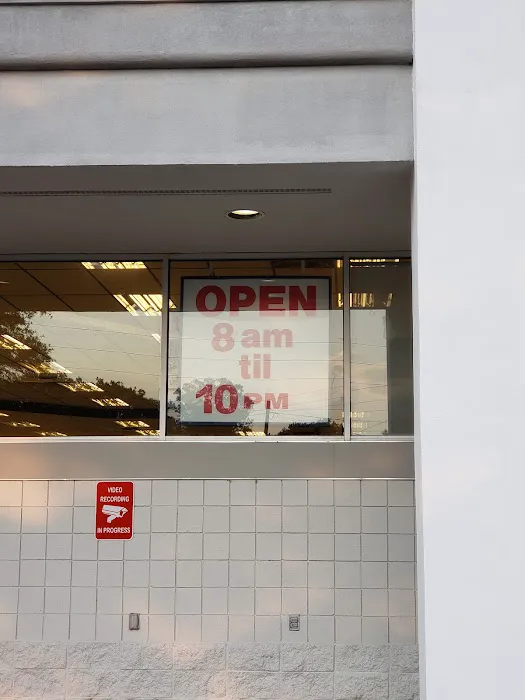 OPEN
8 am
til
10 PM
VIDEO
RECORDING
IN PROGRESS